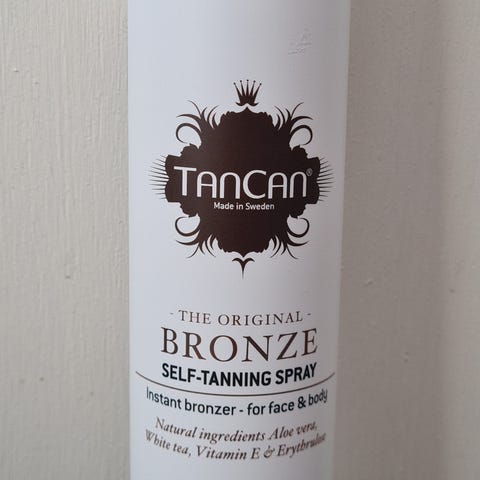 TANCAN®
Made in Sweden
- THE ORIGINAL -
BRONZE
SELF-TANNING SPRAY
Instant bronzer - for face & body
Natural ingredients Aloe vera,
White tea, Vitamin E & Erythrulose